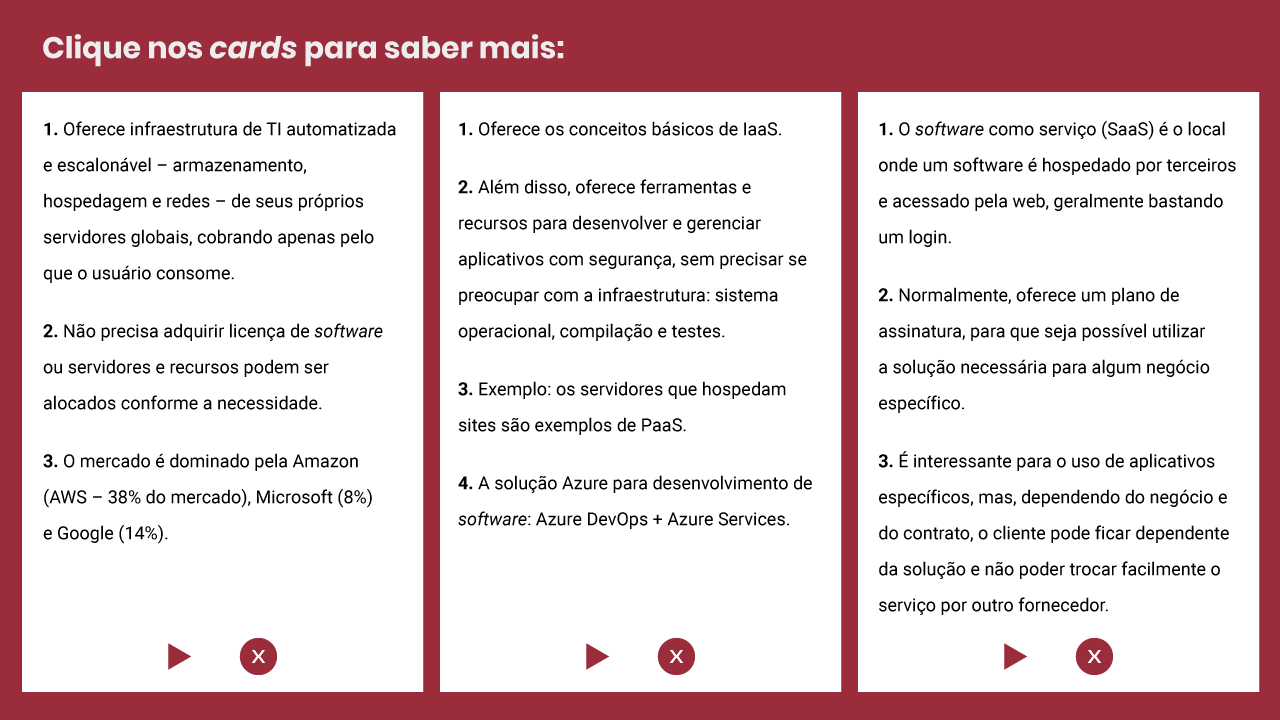 Clique nos cards para saber mais:
1. Oferece infraestrutura de TI automatizada
e escalonável – armazenamento,
hospedagem e redes – de seus próprios
servidores globais, cobrando apenas pelo
que o usuário consome.
2. Não precisa adquirir licença de software
ou servidores e recursos podem ser
alocados conforme a necessidade.
3. O mercado é dominado pela Amazon
(AWS – 38% do mercado), Microsoft (8%)
e Google (14%).
X
1. Oferece os conceitos básicos de IaaS.
2. Além disso, oferece ferramentas e
recursos para desenvolver e gerenciar
aplicativos com segurança, sem precisar se
preocupar com a infraestrutura: sistema
operacional, compilação e testes.
3. Exemplo: os servidores que hospedam
sites são exemplos de PaaS.
4. A solução Azure para desenvolvimento de
software: Azure DevOps + Azure Services.
X
1. O software como serviço (SaaS) é o local
onde um software é hospedado por terceiros
e acessado pela web, geralmente bastando
um login.
2. Normalmente, oferece um plano de
assinatura, para que seja possível utilizar
a solução necessária para algum negócio
específico.
3. É interessante para o uso de aplicativos
específicos, mas, dependendo do negócio e
do contrato, o cliente pode ficar dependente
da solução e não poder trocar facilmente o
serviço por outro fornecedor.
X